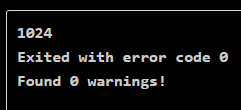 1024
Exited with error code 0
Found 0 warnings!